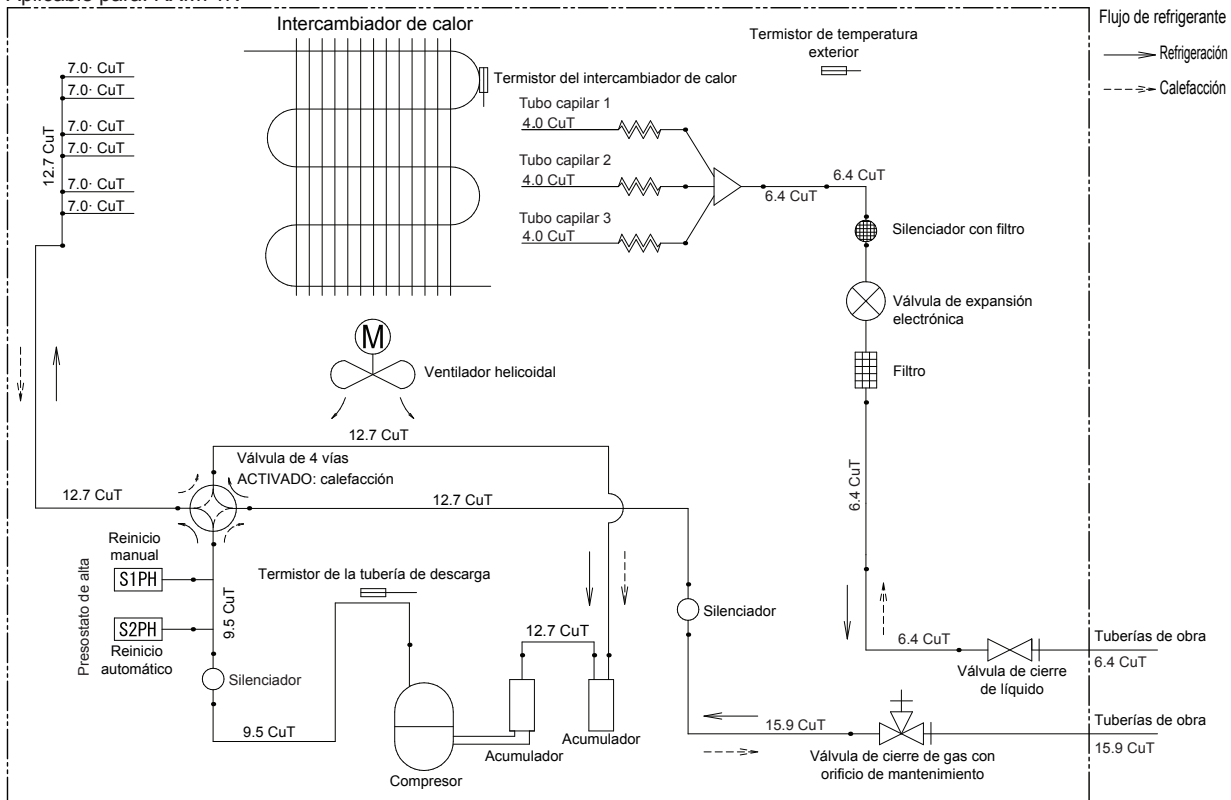 Aplicable para:
Intercambiador de calor
Termistor de temperatura
exterior
Flujo de refrigerante
Refrigeración
Calefacción
7.0· CuT
7.0· CuT
7.0· CuT
7.0· CuT
7.0· CuT
7.0· CuT
12.7 CuT
Termistor del intercambiador de calor
Tubo capilar 1
4.0 CuT
Tubo capilar 2
4.0 CuT
Tubo capilar 3
4.0 CuT
6.4 CuT
6.4 CuT
Silenciador con filtro
Válvula de expansión
electrónica
Filtro
M
Ventilador helicoidal
12.7 CuT
Válvula de 4 vías
ACTIVADO: calefacción
12.7 CuT
12.7 CuT
6.4 CuT
Presostato de alta
Reinicio
manual
S1PH
S2PH
Reinicio
automático
9.5 CuT
Silenciador
9.5 CuT
Termistor de la tubería de descarga
Compresor
12.7 CuT
Acumulador
Acumulador
Silenciador
6.4 CuT
Válvula de cierre
de líquido
Tuberías de obra
6.4 CuT
15.9 CuT
Válvula de cierre de gas con
orificio de mantenimiento
Tuberías de obra
15.9 CuT